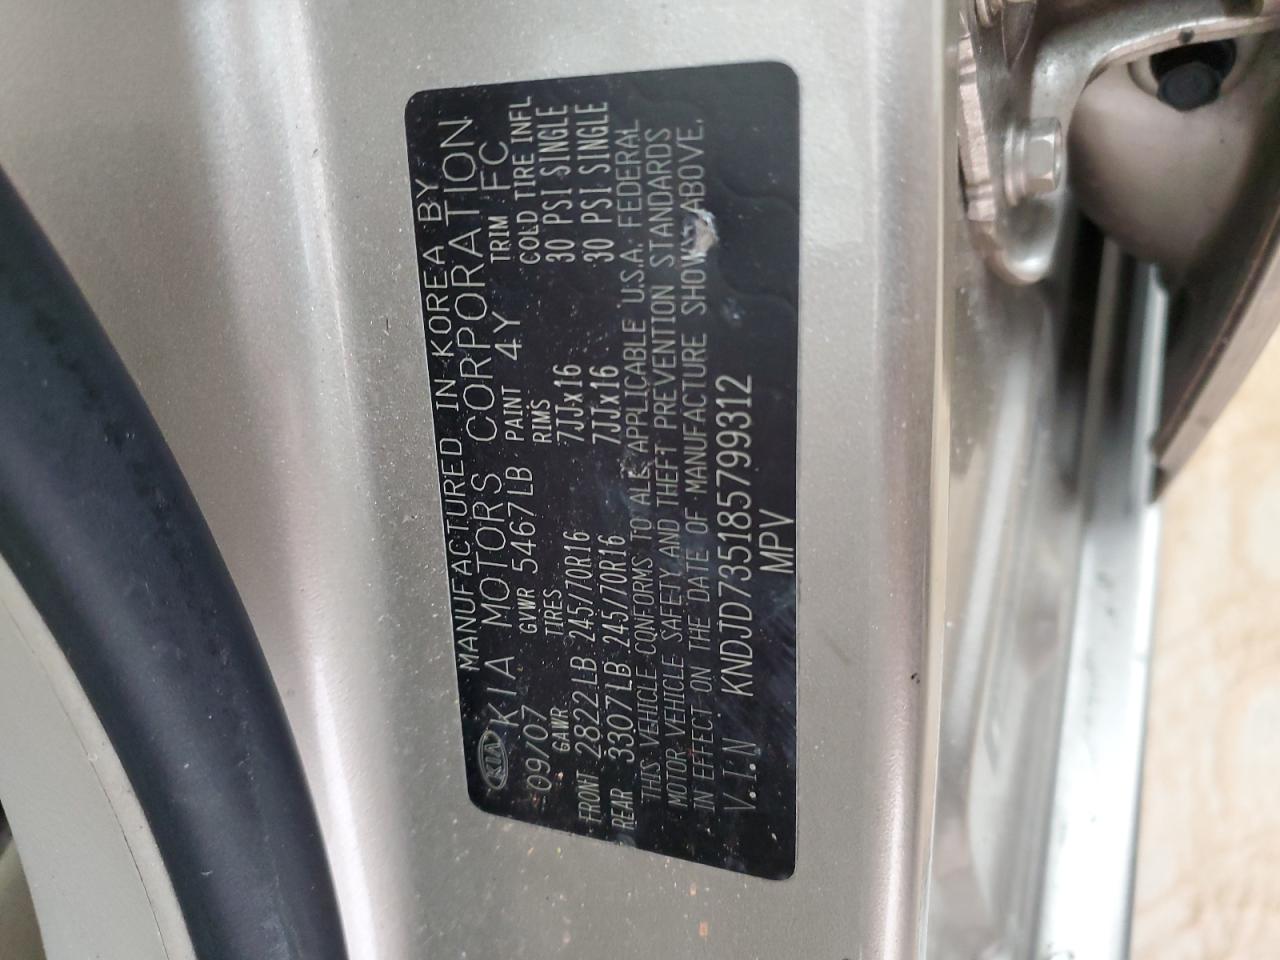 MANUFACTURED IN KOREA BY
KIA KIA MOTORS CORPORATION
09/07 GVWR 5467LB PAINT 4Y TRIM FC
GAWR TIRES RIMS COLD TIRE INFL
FRONT 2822LB 245/70R16 7JJx16 30 PSI SINGLE
REAR 3307LB 245/70R16 7JJx16 30 PSI SINGLE
THIS VEHICLE CONFORMS TO ALL APPLICABLE U.S.A. FEDERAL
MOTOR VEHICLE SAFETY AND THEFT PREVENTION STANDARDS
IN EFFECT ON THE DATE OF MANUFACTURE SHOWN ABOVE.
V.I.N KNDJD735185799312
MPV